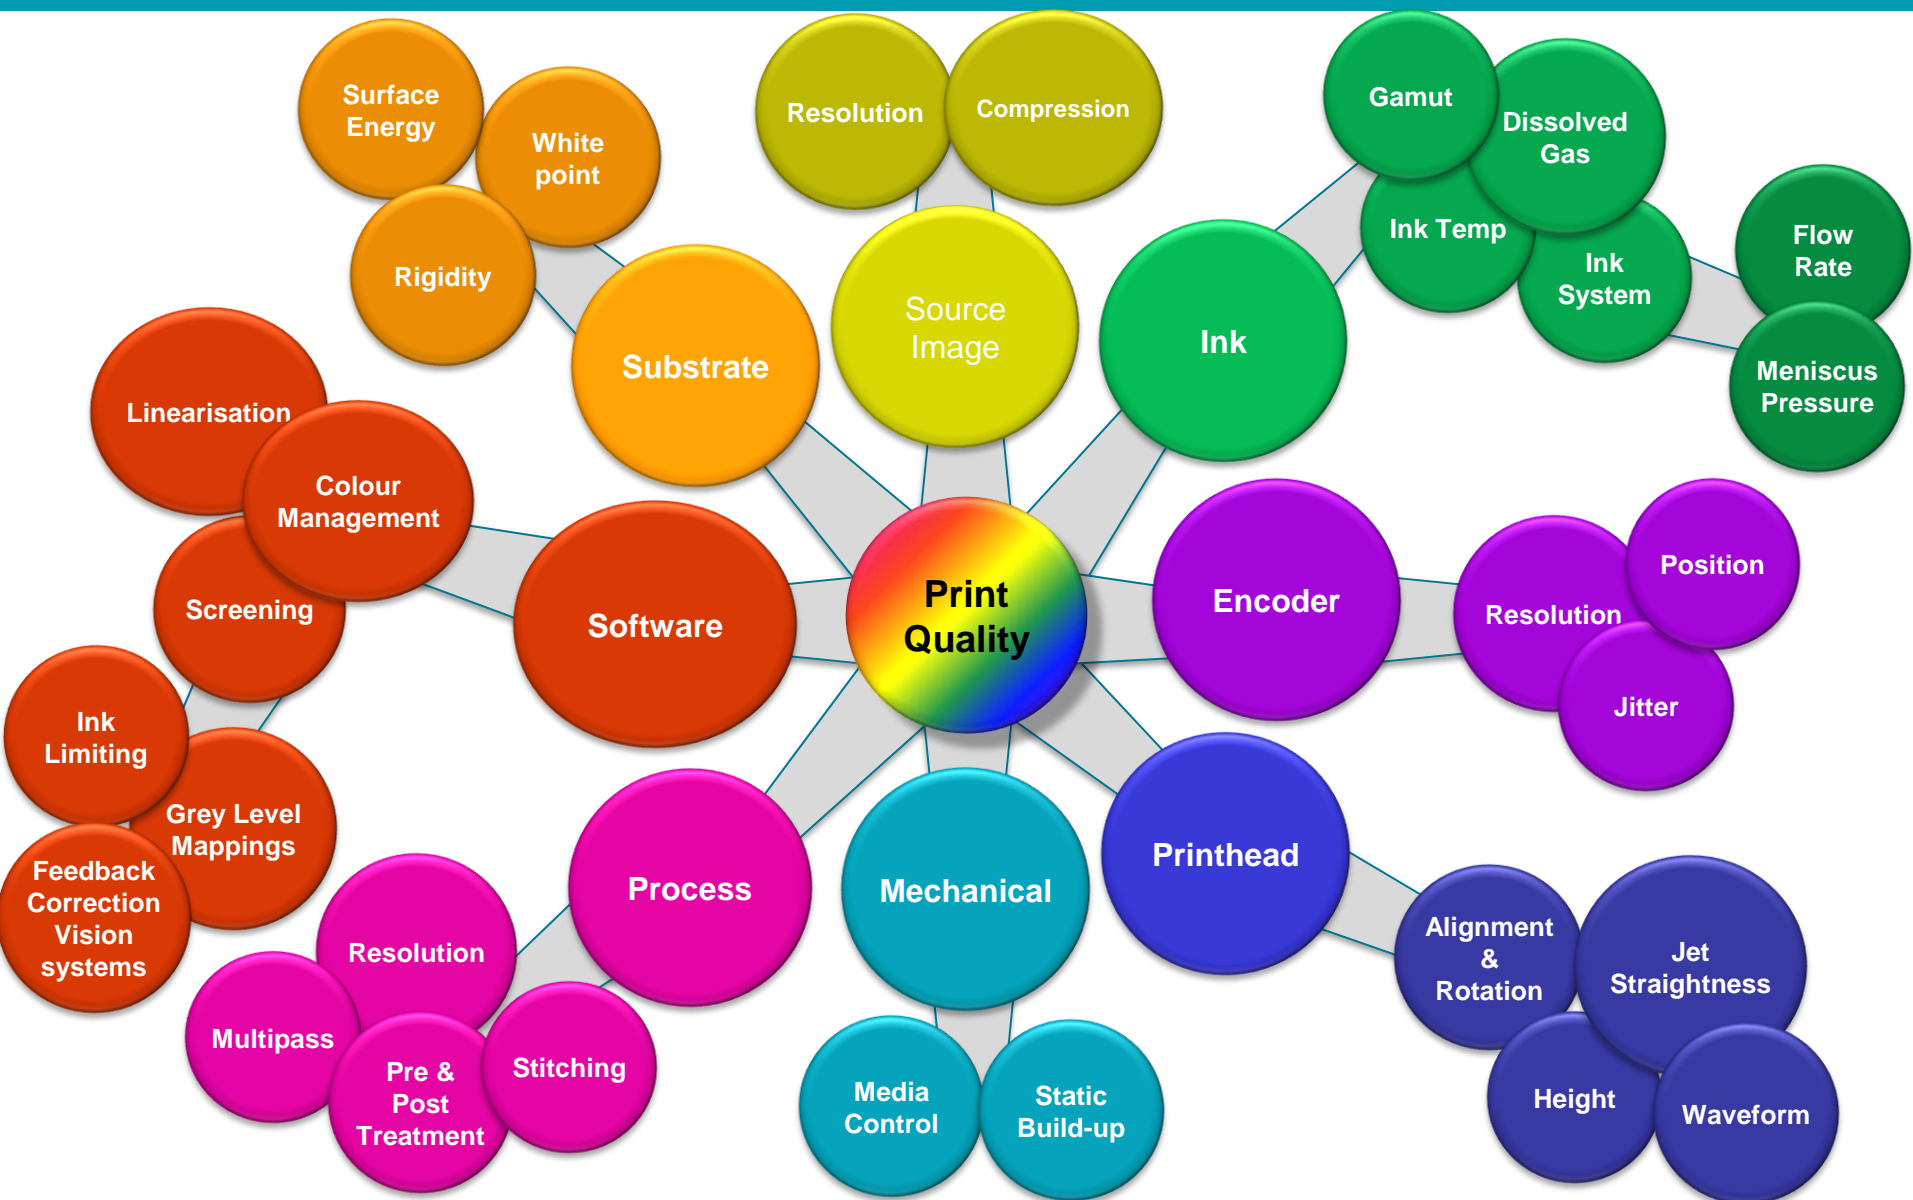 Surface
Energy
White
point
Rigidity
Substrate
Resolution
Compression
Source
Image
Gamut
Dissolved
Gas
Ink Temp
Ink
System
Flow
Rate
Meniscus
Pressure
Ink
Linearisation
Colour
Management
Screening
Software
Ink
Limiting
Grey Level
Mappings
Feedback
Correction
Vision
systems
Print
Quality
Encoder
Resolution
Position
Jitter
Process
Resolution
Multipass
Pre &
Post
Treatment
Stitching
Mechanical
Media
Control
Static
Build-up
Printhead
Alignment
&
Rotation
Jet
Straightness
Height
Waveform